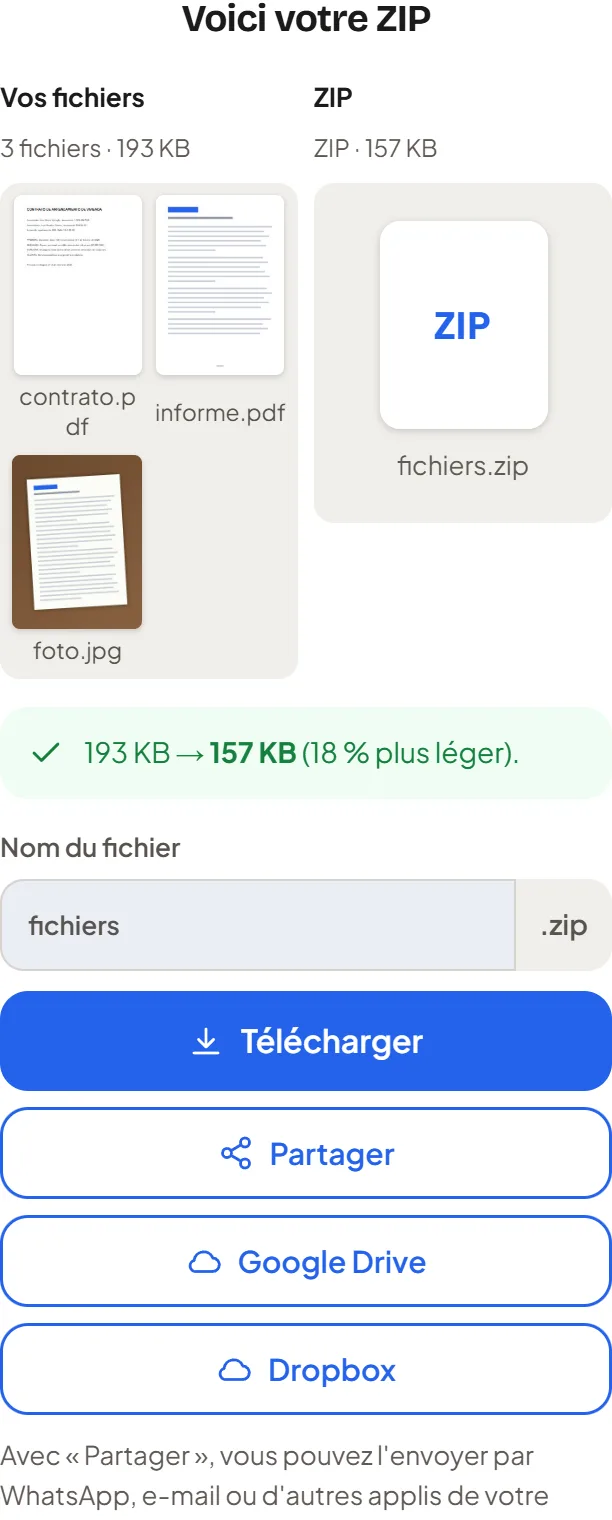 Voici votre ZIP
Vos fichiers
3 fichiers · 193 KB
contrato.p
df
informe.pdf
foto.jpg
ZIP
ZIP · 157 KB
ZIP
fichiers.zip
193 KB → 157 KB (18 % plus léger).
Nom du fichier
fichiers
.zip
Télécharger
Partager
Google Drive
Dropbox
Avec « Partager », vous pouvez l'envoyer par
WhatsApp, e-mail ou d'autres applis de votre